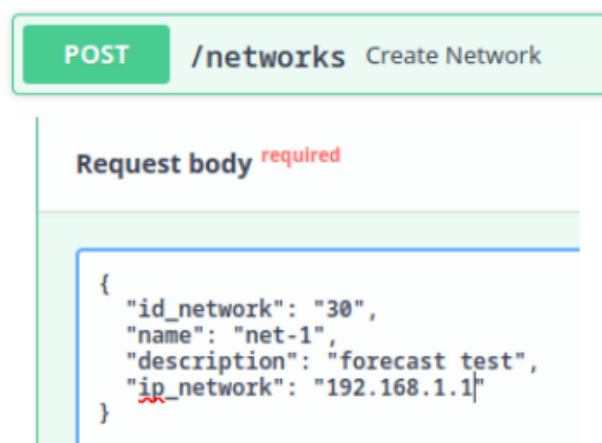 POST /networks Create Network
Request body required
{
"id_network": "30",
"name": "net-1",
"description": "forecast test",
"ip_network": "192.168.1.1"
}